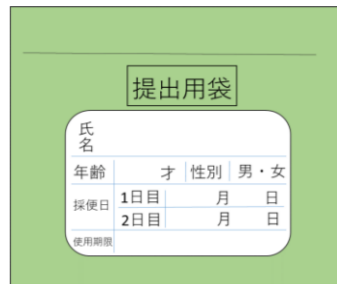 提出用袋
氏名
年齢 才 性別 男・女
採便日 1日目 月 日
2日目 月 日
使用期限